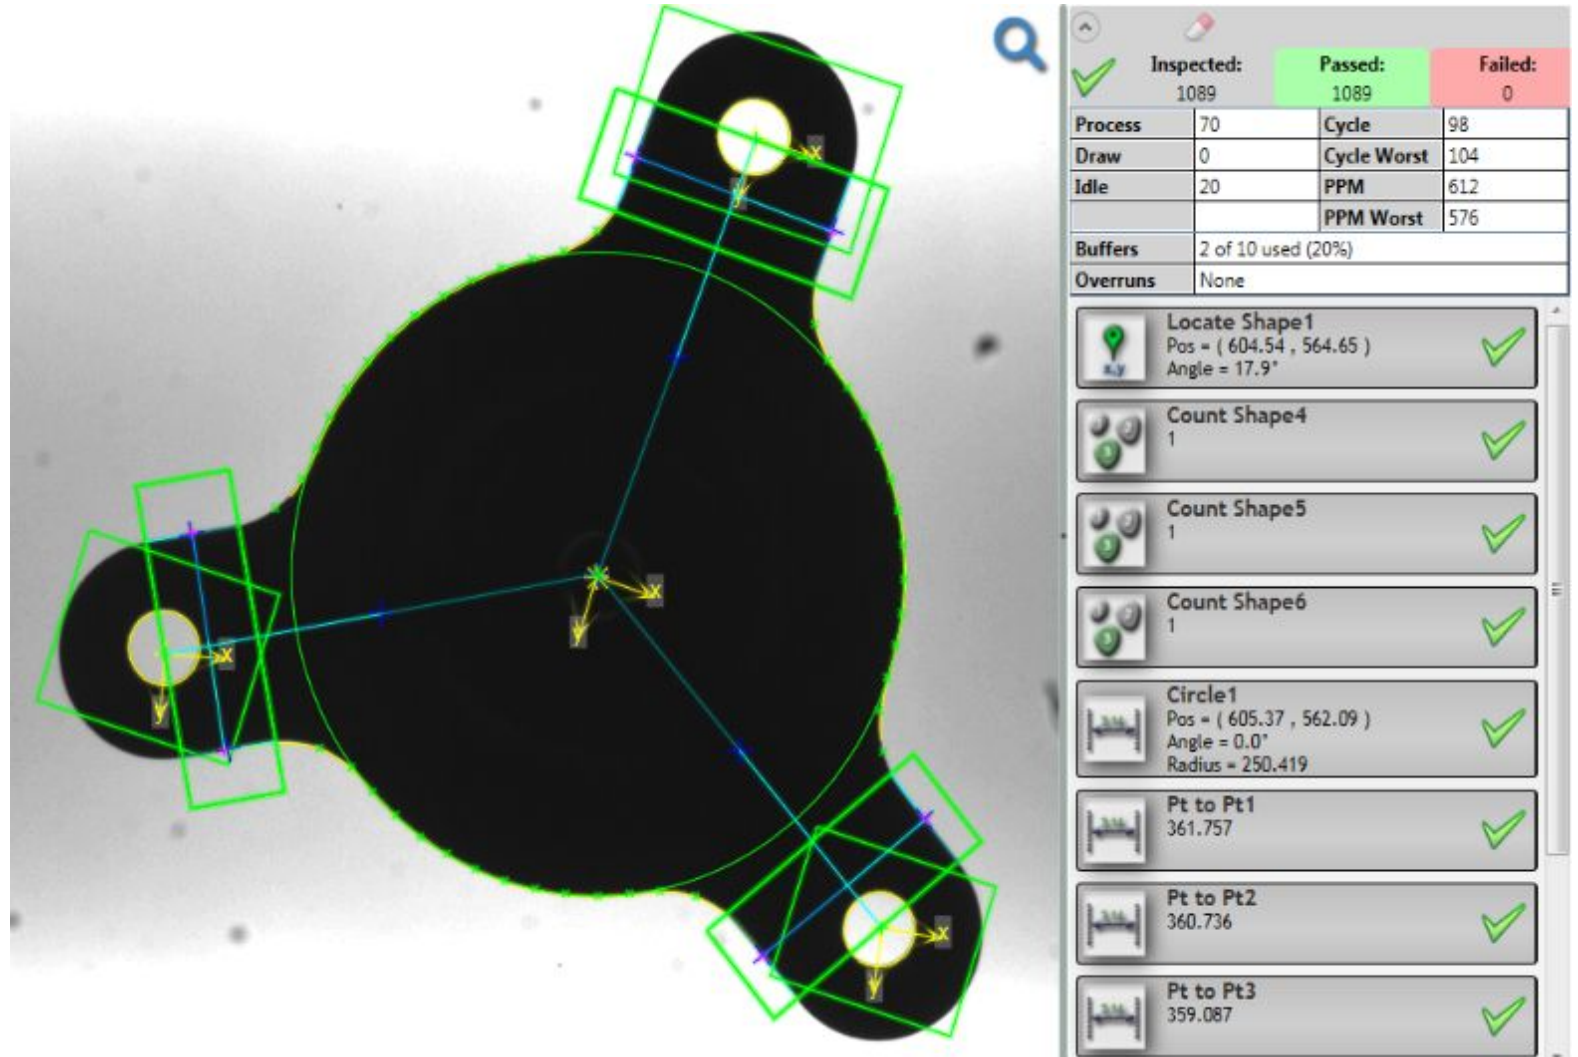 Inspected: Passed: Failed:
1089 1089 0
Process 70 Cycle 98
Draw 0 Cycle Worst 104
Idle 20 PPM 612
PPM Worst 576
Buffers 2 of 10 used (20%)
Overruns None
Locate Shape1
Pos = ( 604.54 , 564.65 )
Angle = 17.9°
x,y
Count Shape4
1
Count Shape5
1
Count Shape6
1
Circle1
Pos = ( 605.37 , 562.09 )
Angle = 0.0°
Radius = 250.419
Pt to Pt1
361.757
Pt to Pt2
360.736
Pt to Pt3
359.087
x
y
x
y
x
y
x
y